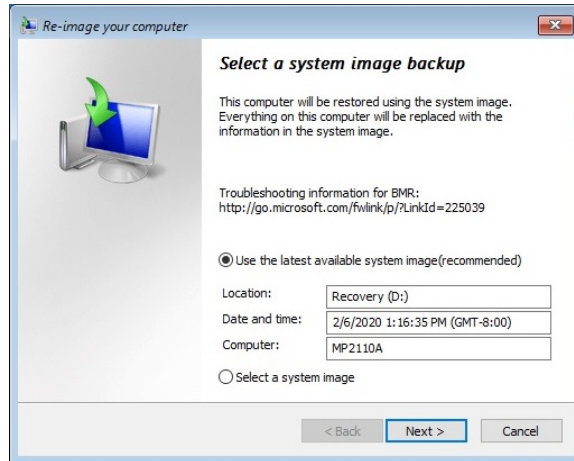 Re-image your computer
Select a system image backup
This computer will be restored using the system image.
Everything on this computer will be replaced with the
information in the system image.
Troubleshooting information for BMR:
http://go.microsoft.com/fwlink/p/?LinkId=225039
Use the latest available system image(recommended)
Location: Recovery (D:)
Date and time: 2/6/2020 1:16:35 PM (GMT-8:00)
Computer: MP2110A
Select a system image
< Back Next > Cancel